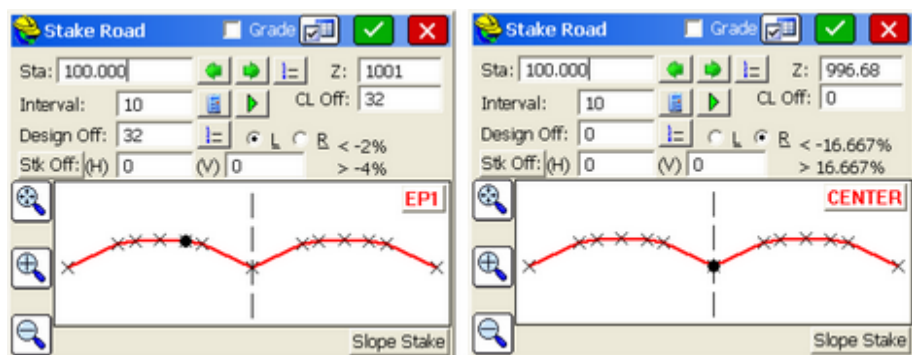 Stake Road Grade
Sta: 100.000 Z: 1001
Interval: 10 CL Off: 32
Design Off: 32 L R < -2%
Stk Off: (H) 0 (V) 0 > -4%
EP1
Slope Stake
Stake Road Grade
Sta: 100.000 Z: 996.68
Interval: 10 CL Off: 0
Design Off: 0 L R < -16.667%
Stk Off: (H) 0 (V) 0 > 16.667%
CENTER
Slope Stake